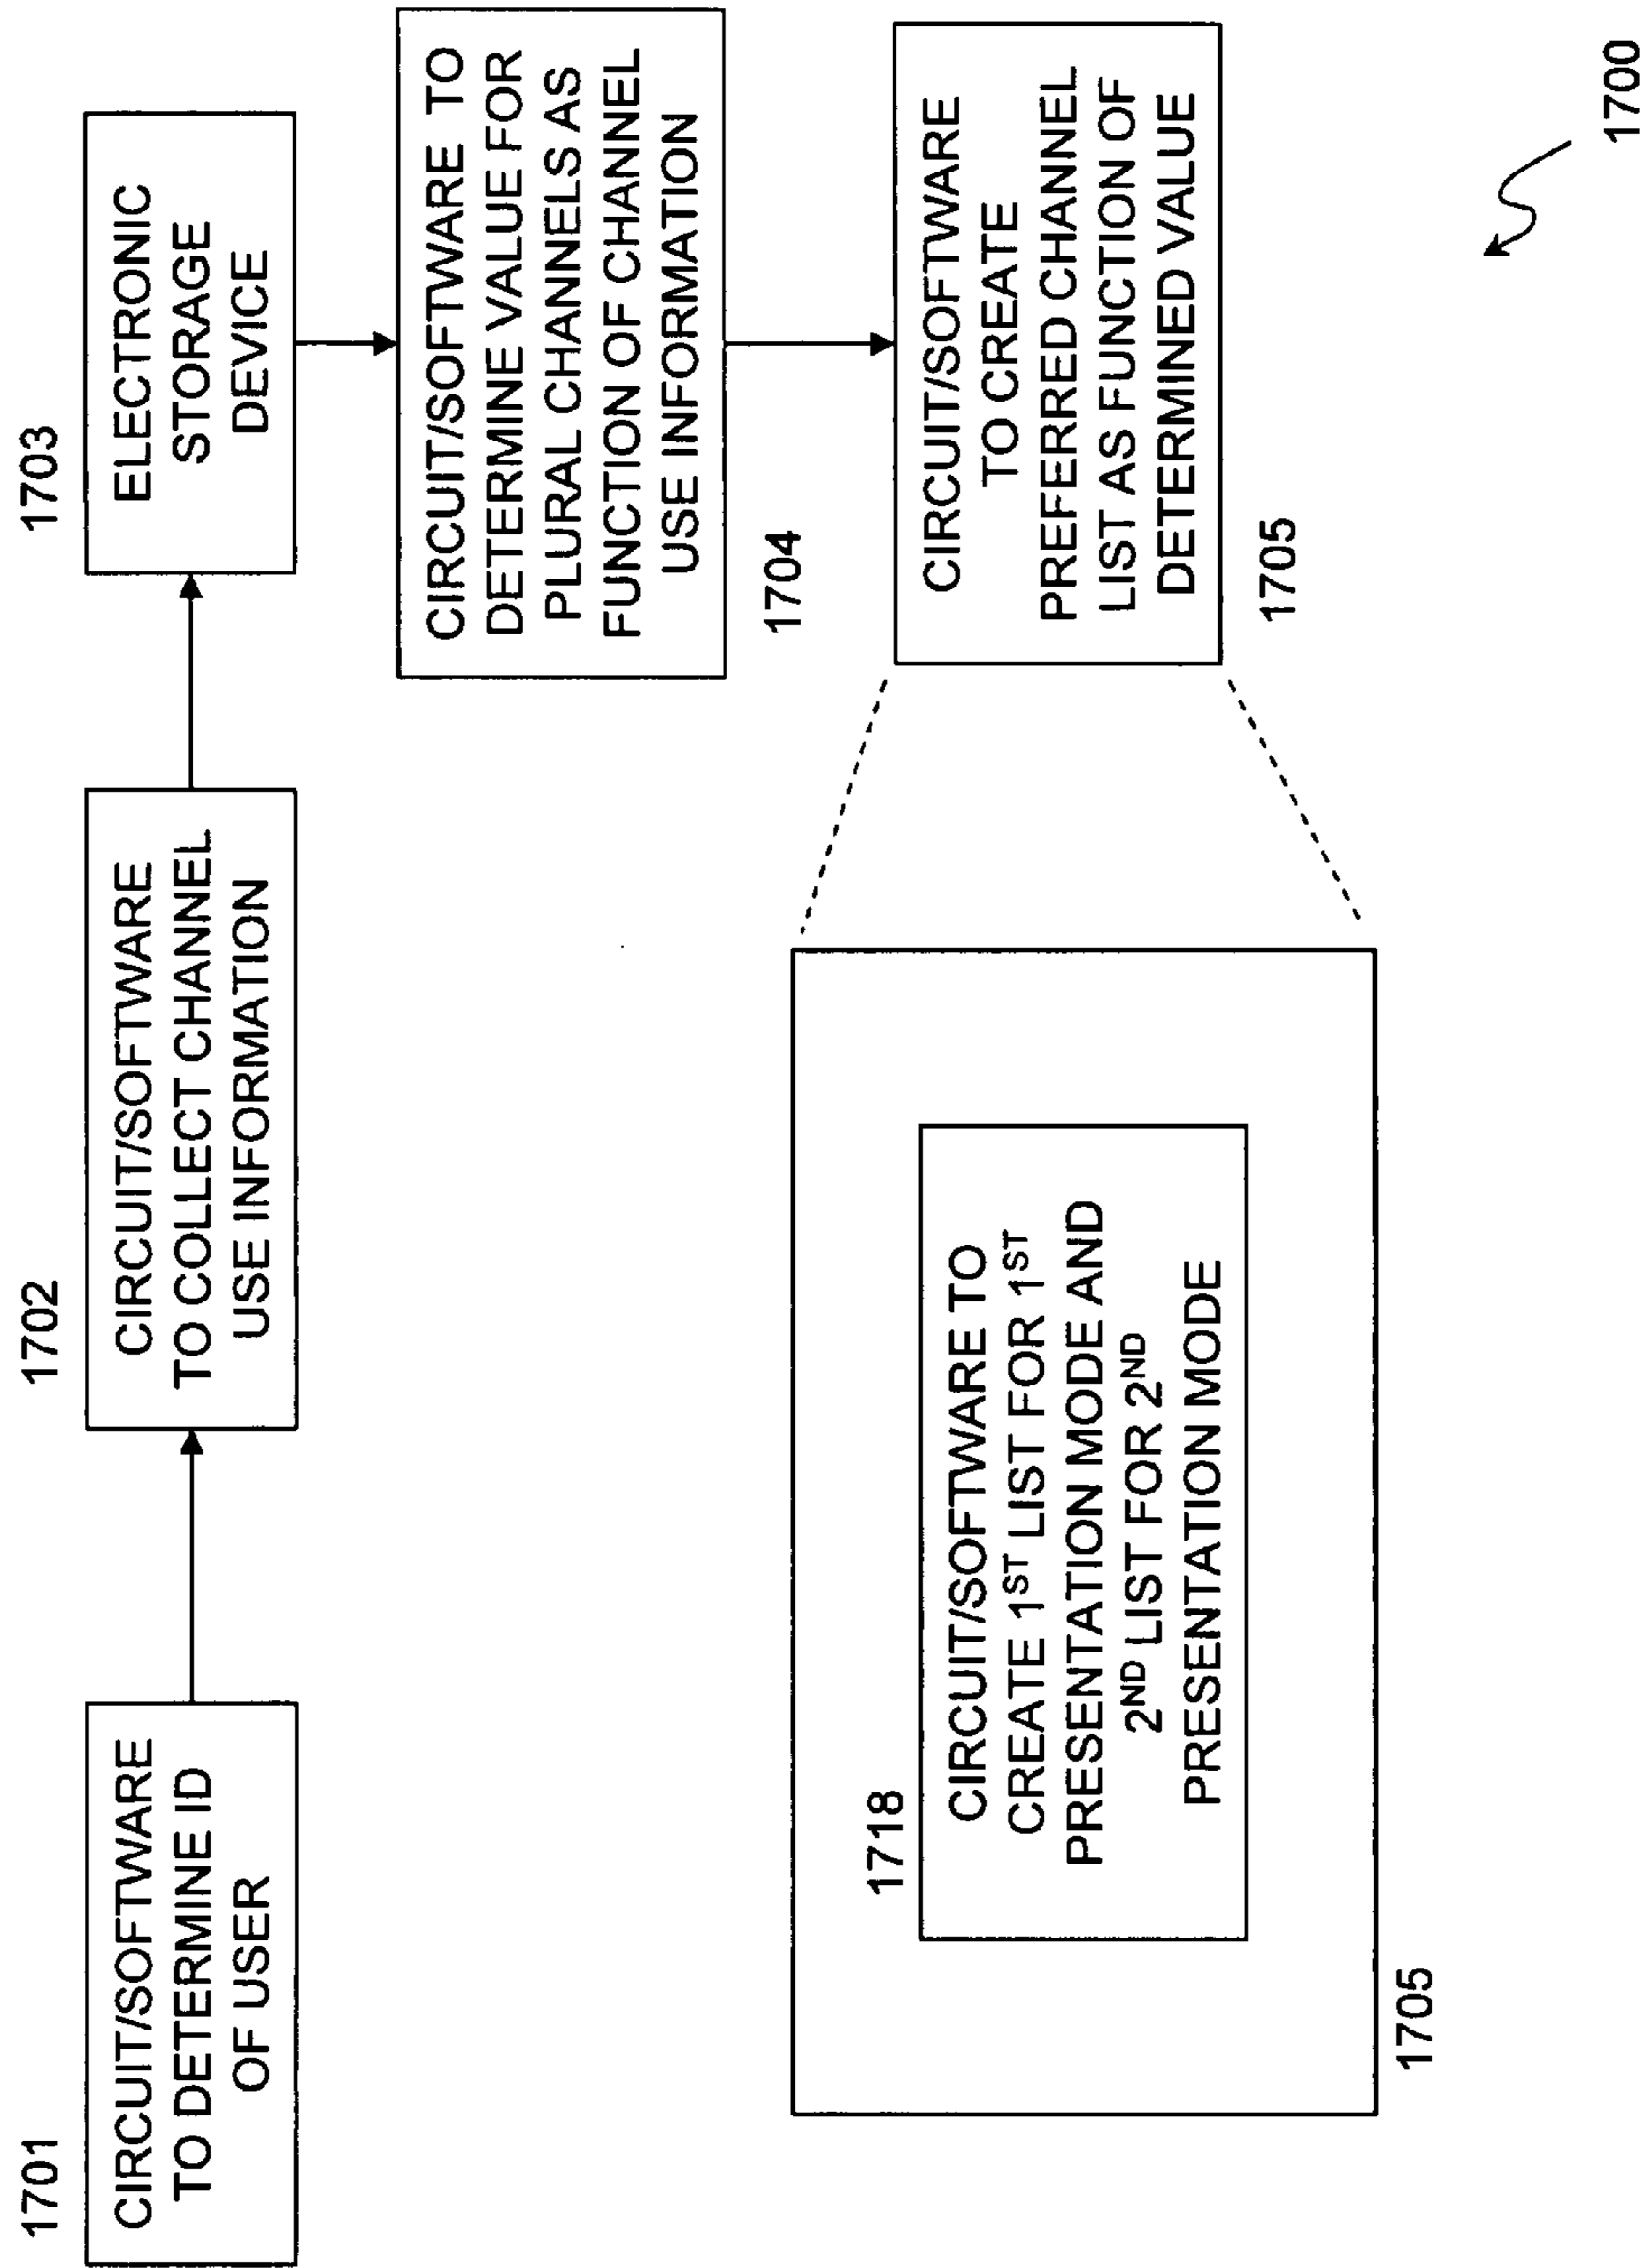 1701
CIRCUIT/SOFTWARE
TO DETERMINE ID
OF USER
1702
CIRCUIT/SOFTWARE
TO COLLECT CHANNEL
USE INFORMATION
1703
ELECTRONIC
STORAGE
DEVICE
CIRCUIT/SOFTWARE TO
DETERMINE VALUE FOR
PLURAL CHANNELS AS
FUNCTION OF CHANNEL
USE INFORMATION
1704
CIRCUIT/SOFTWARE
TO CREATE
PREFERRED CHANNEL
LIST AS FUNCTION OF
DETERMINED VALUE
1705
1718
CIRCUIT/SOFTWARE TO
CREATE 1ST LIST FOR 1ST
PRESENTATION MODE AND
2ND LIST FOR 2ND
PRESENTATION MODE
1705
1700